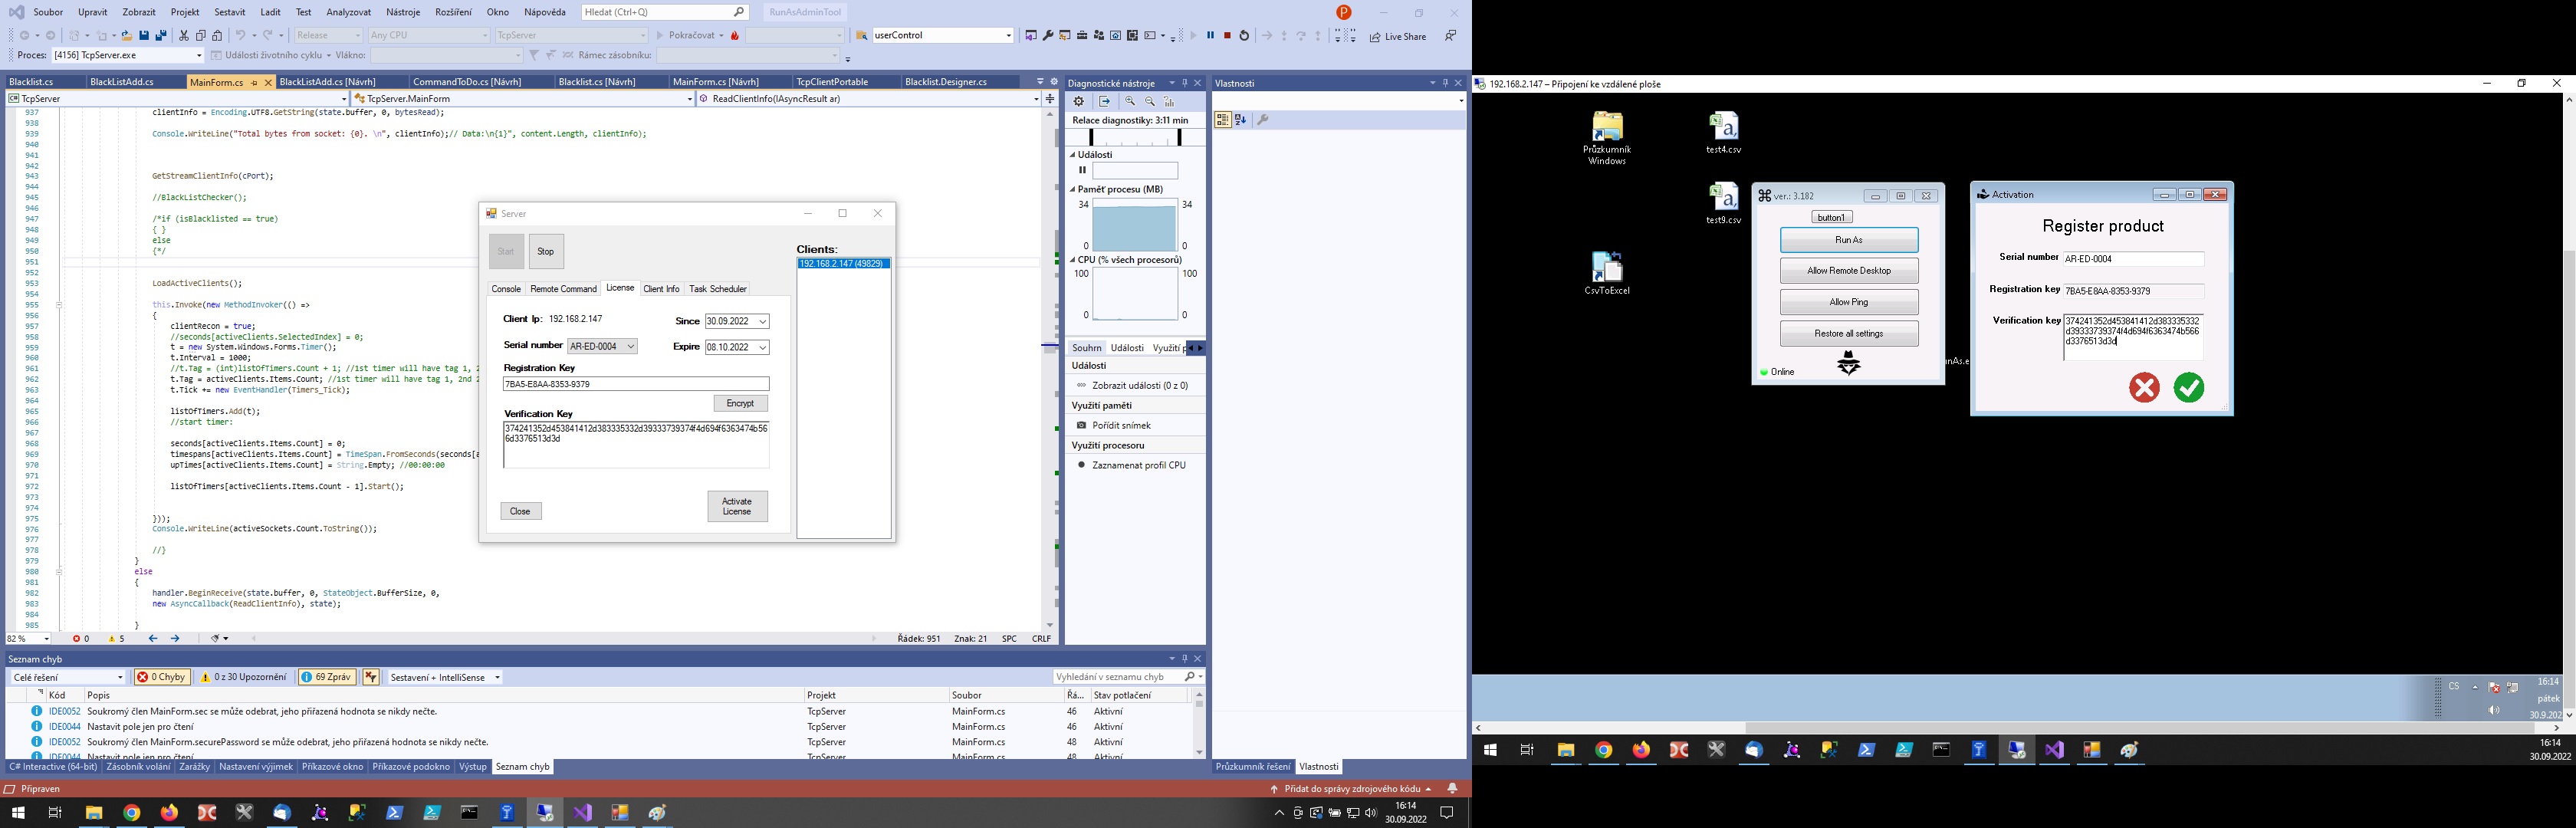 Soubor Upravit Zobrazit Projekt Sestavit Ladit Test Analyzovat Nástroje Rozšíření Okno Nápověda Hledat (Ctrl+Q) RunAsAdminTool P
Release Any CPU TcpServer Pokračovat userControl Live Share
Proces: [4156] TcpServer.exe Události životního cyklu Vlákno: Rámec zásobníku:
Blacklist.cs BlackListAdd.cs MainForm.cs BlackListAdd.cs [Návrh] CommandToDo.cs [Návrh] Blacklist.cs [Návrh] MainForm.cs [Návrh] TcpClientPortable Blacklist.Designer.cs
TcpServer TcpServer.MainForm ReadClientInfo(IAsyncResult ar)
937 clientInfo = Encoding.UTF8.GetString(state.buffer, 0, bytesRead);
938
939 Console.WriteLine("Total bytes from socket: {0}. \n", clientInfo);// Data:\n{1}", content.Length, clientInfo);
940
941
942
943 GetStreamClientInfo(cPort);
944
945 //BlackListChecker();
946
947 /*if (isBlacklisted == true)
948 { }
949 else
950 {*/
951
952
953 LoadActiveClients();
954
955 this.Invoke(new MethodInvoker(() =>
956 {
957 clientRecon = true;
958 //seconds[activeClients.SelectedIndex] = 0;
959 t = new System.Windows.Forms.Timer();
960 t.Interval = 1000;
961 //t.Tag = (int)listOfTimers.Count + 1; //1st timer will have tag 1, 2
962 t.Tag = activeClients.Items.Count; //1st timer will have tag 1, 2nd 2
963 t.Tick += new EventHandler(Timers_Tick);
964
965 listOfTimers.Add(t);
966 //start timer:
967
968 seconds[activeClients.Items.Count] = 0;
969 timespans[activeClients.Items.Count] = TimeSpan.FromSeconds(seconds[a
970 upTimes[activeClients.Items.Count] = String.Empty; //00:00:00
971
972 listOfTimers[activeClients.Items.Count - 1].Start();
973
974
975 }));
976 Console.WriteLine(activeSockets.Count.ToString());
977
978 //}
979 }
980 else
981 {
982 handler.BeginReceive(state.buffer, 0, StateObject.BufferSize, 0,
983 new AsyncCallback(ReadClientInfo), state);
984
985 }
82 % 0 5 Řádek: 951 Znak: 21 SPC CRLF
Server
Start Stop
Clients:
192.168.2.147 (49829)
Console Remote Command License Client Info Task Scheduler
Client Ip: 192.168.2.147 Since 30.09.2022
Serial number AR-ED-0004 Expire 08.10.2022
Registration Key
7BA5-E8AA-8353-9379
Encrypt
Verification Key
374241352d453841412d383335332d39333739374f4d694f6363474b56
6d3376513d3d
Close Activate
License
Diagnostické nástroje
Relace diagnostiky: 3:11 min
Události
Paměť procesu (MB)
34 34
0 0
CPU (% všech procesorů)
100 100
0 0
Souhrn Události Využití p
Události
Zobrazit události (0 z 0)
Využití paměti
Pořídit snímek
Využití procesoru
Zaznamenat profil CPU
Vlastnosti
Seznam chyb
Celé řešení 0 Chyby 0 z 30 Upozornění 69 Zpráv Sestavení + IntelliSense Vyhledání v seznamu chyb
Kód Popis Projekt Soubor Řá... Stav potlačení
IDE0052 Soukromý člen MainForm.sec se může odebrat, jeho přiřazená hodnota se nikdy nečte. TcpServer MainForm.cs 46 Aktivní
IDE0044 Nastavit pole jen pro čtení TcpServer MainForm.cs 46 Aktivní
IDE0052 Soukromý člen MainForm.securePassword se může odebrat, jeho přiřazená hodnota se nikdy nečte. TcpServer MainForm.cs 48 Aktivní
IDE0044 Nastavit pole jen pro čtení TcpServer MainForm.cs 48 Aktivní
C# Interactive (64-bit) Zásobník volání Zarážky Nastavení výjimek Příkazové okno Příkazové podokno Výstup Seznam chyb
Průzkumník řešení Vlastnosti
Připraven Přidat do správy zdrojového kódu
16:14
30.09.2022
192.168.2.147 – Připojení ke vzdálené ploše
Průzkumník
Windows
test4.csv
test9.csv
CsvToExcel
ver.: 3.182
button1
Run As
Allow Remote Desktop
Allow Ping
Restore all settings
Online
unAs.e
Activation
Register product
Serial number AR-ED-0004
Registration key 7BA5-E8AA-8353-9379
Verification key 374241352d453841412d383335332
d39333739374f4d694f6363474b566
d3376513d3d
CS 16:14
pátek
30.9.202
16:14
30.09.2022